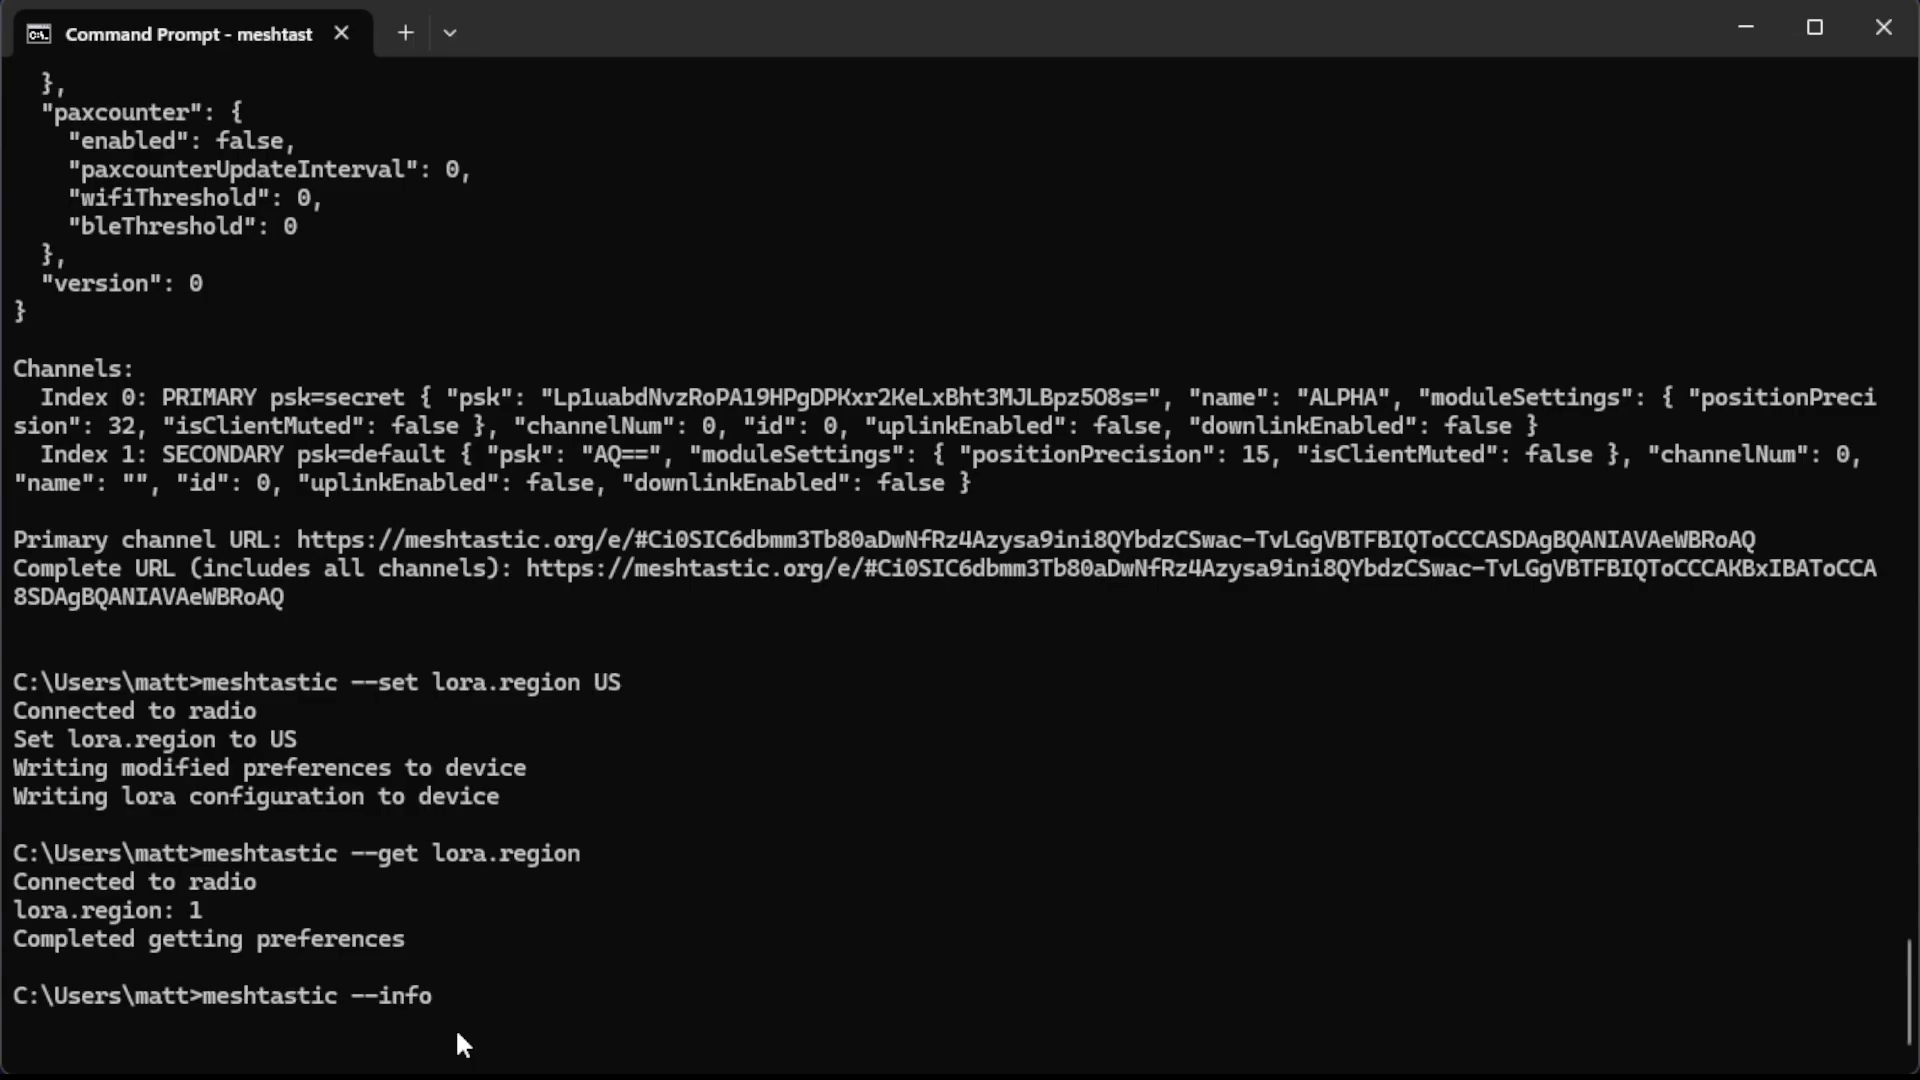 Command Prompt - meshtast
},
"paxcounter": {
"enabled": false,
"paxcounterUpdateInterval": 0,
"wifiThreshold": 0,
"bleThreshold": 0
},
"version": 0
}
Channels:
Index 0: PRIMARY psk=secret { "psk": "Lp1uabdNvzRoPA19HPgDPKxr2KeLxBht3MJLBpz5O8s=", "name": "ALPHA", "moduleSettings": { "positionPreci
sion": 32, "isClientMuted": false }, "channelNum": 0, "id": 0, "uplinkEnabled": false, "downlinkEnabled": false }
Index 1: SECONDARY psk=default { "psk": "AQ==", "moduleSettings": { "positionPrecision": 15, "isClientMuted": false }, "channelNum": 0,
"name": "", "id": 0, "uplinkEnabled": false, "downlinkEnabled": false }
Primary channel URL: https://meshtastic.org/e/#Ci0SIC6dbmm3Tb80aDwNfRz4Azysa9ini8QYbdzCSwac-TvLGgVBTFBIQToCCCASDAgBQANIAVAeWBRoAQ
Complete URL (includes all channels): https://meshtastic.org/e/#Ci0SIC6dbmm3Tb80aDwNfRz4Azysa9ini8QYbdzCSwac-TvLGgVBTFBIQToCCCAKBxIBAToCCA
8SDAgBQANIAVAeWBRoAQ
C:\Users\matt>meshtastic --set lora.region US
Connected to radio
Set lora.region to US
Writing modified preferences to device
Writing lora configuration to device
C:\Users\matt>meshtastic --get lora.region
Connected to radio
lora.region: 1
Completed getting preferences
C:\Users\matt>meshtastic --info